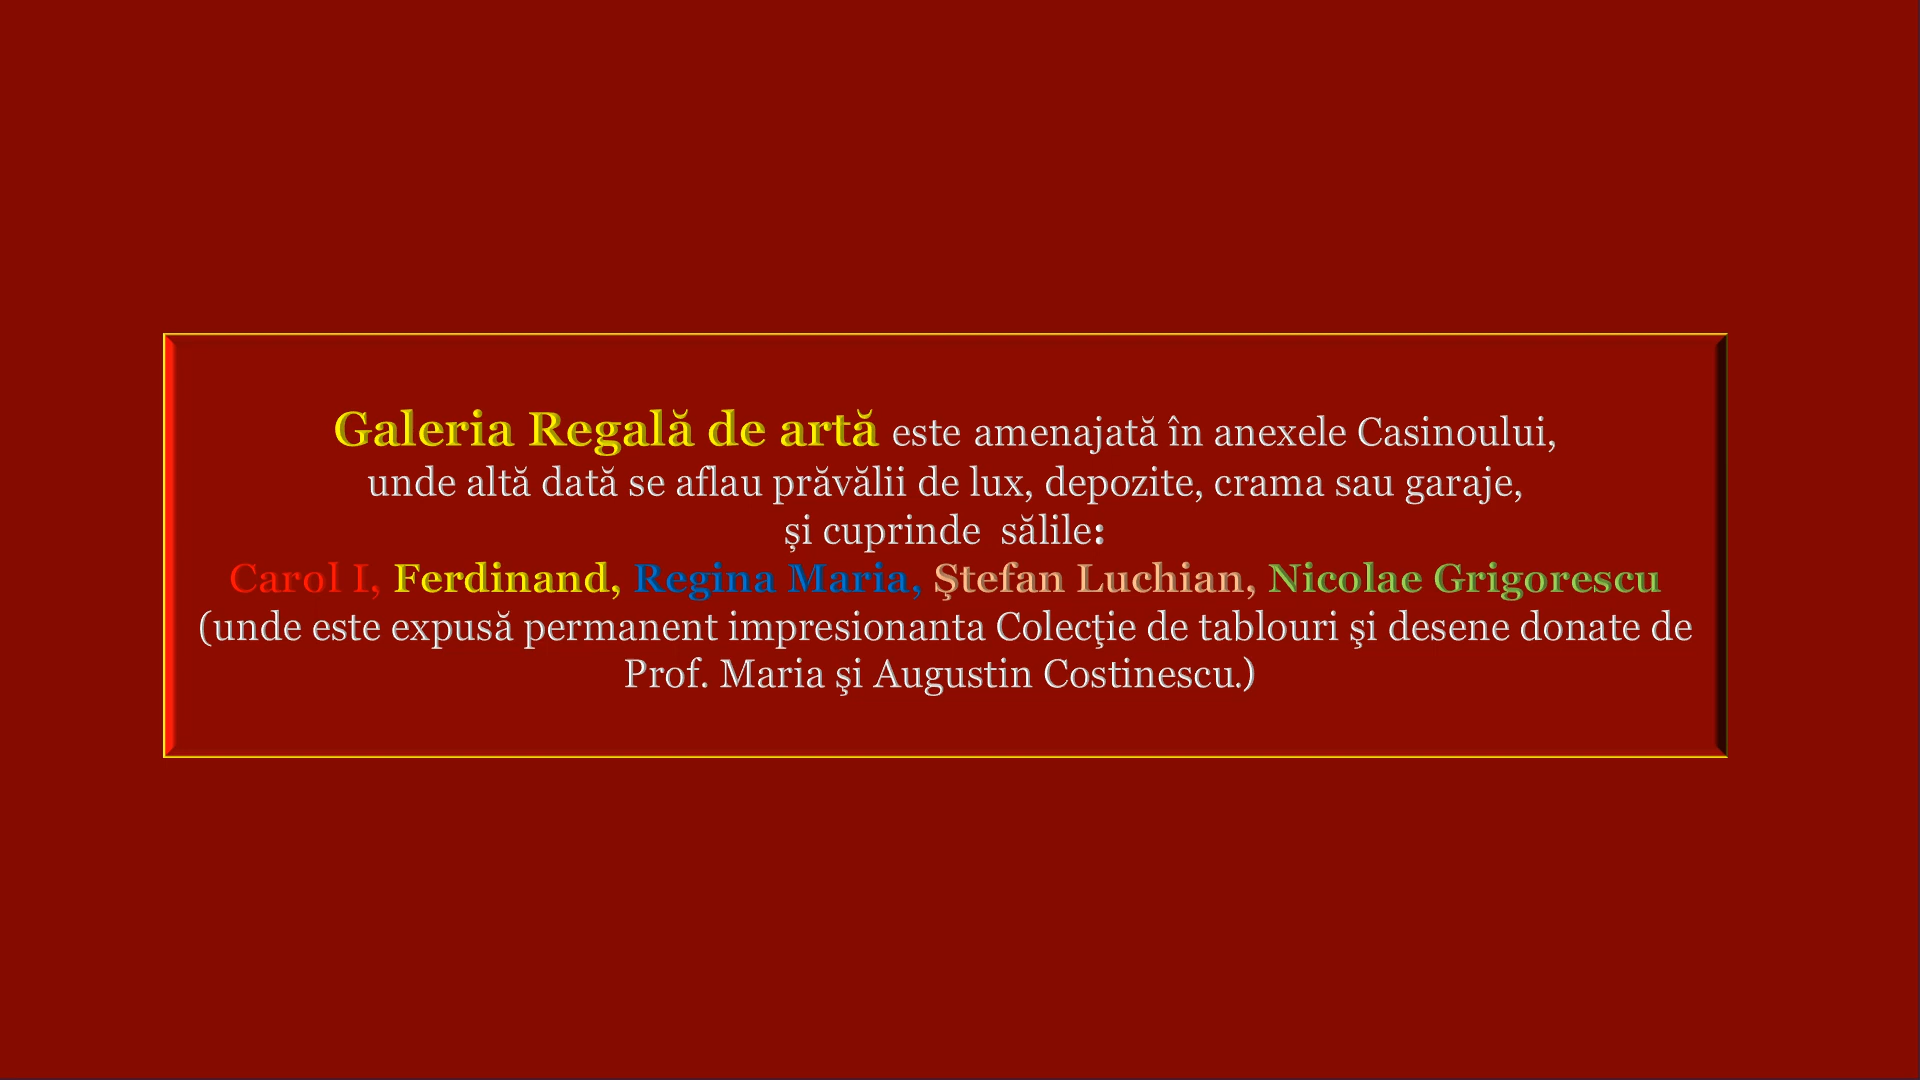 Galeria Regală de artă este amenajată în anexele Casinoului,
unde altă dată se aflau prăvălii de lux, depozite, crama sau garaje,
și cuprinde  sălile:
Carol I, Ferdinand, Regina Maria, Ştefan Luchian, Nicolae Grigorescu
(unde este expusă permanent impresionanta Colecţie de tablouri şi desene donate de
Prof. Maria şi Augustin Costinescu.)